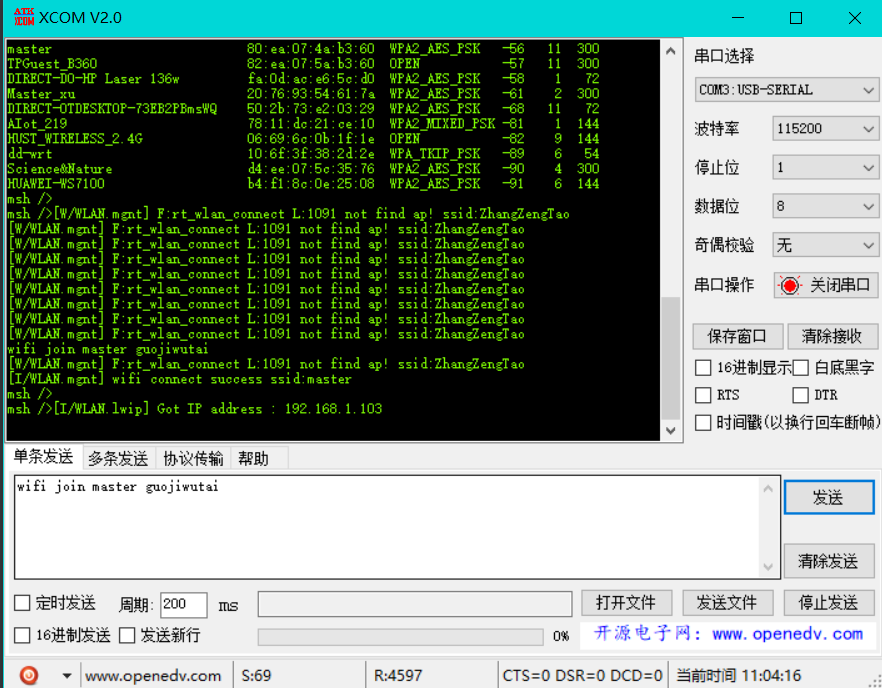 ATK XCOM XCOM V2.0
master 80:ea:07:4a:b3:60 WPA2_AES_PSK -56 11 300
TPGuest_B360 82:ea:07:5a:b3:60 OPEN -57 11 300
DIRECT-DO-HP Laser 136w fa:0d:ac:e6:5c:d0 WPA2_AES_PSK -58 1 72
Master_xu 20:76:93:54:61:7a WPA2_AES_PSK -61 2 300
DIRECT-OTDESKTOP-73EB2PBmsWQ 50:2b:73:e2:03:29 WPA2_AES_PSK -68 11 72
AIot_219 78:11:dc:21:ce:10 WPA2_MIXED_PSK -81 1 144
HUST_WIRELESS_2.4G 06:69:6c:0b:1f:1e OPEN -82 9 144
dd-wrt 10:6f:3f:38:2d:2e WPA_TKIP_PSK -89 6 54
Science&Nature d4:ee:07:5c:35:76 WPA2_AES_PSK -90 4 300
HUAWEI-WS7100 b4:f1:8c:0e:25:08 WPA2_AES_PSK -91 6 144
msh />
msh />[W/WLAN.mgnt] F:rt_wlan_connect L:1091 not find ap! ssid:ZhangZengTao
[W/WLAN.mgnt] F:rt_wlan_connect L:1091 not find ap! ssid:ZhangZengTao
[W/WLAN.mgnt] F:rt_wlan_connect L:1091 not find ap! ssid:ZhangZengTao
[W/WLAN.mgnt] F:rt_wlan_connect L:1091 not find ap! ssid:ZhangZengTao
[W/WLAN.mgnt] F:rt_wlan_connect L:1091 not find ap! ssid:ZhangZengTao
[W/WLAN.mgnt] F:rt_wlan_connect L:1091 not find ap! ssid:ZhangZengTao
[W/WLAN.mgnt] F:rt_wlan_connect L:1091 not find ap! ssid:ZhangZengTao
[W/WLAN.mgnt] F:rt_wlan_connect L:1091 not find ap! ssid:ZhangZengTao
[W/WLAN.mgnt] F:rt_wlan_connect L:1091 not find ap! ssid:ZhangZengTao
wifi join master guojiwutai
[W/WLAN.mgnt] F:rt_wlan_connect L:1091 not find ap! ssid:ZhangZengTao
[I/WLAN.mgnt] wifi connect success ssid:master
msh />
msh />[I/WLAN.lwip] Got IP address : 192.168.1.103
串口选择
COM3:USB-SERIAL
波特率 115200
停止位 1
数据位 8
奇偶校验 无
串口操作 关闭串口
保存窗口 清除接收
16进制显示 白底黑字
RTS DTR
时间戳(以换行回车断帧)
单条发送 多条发送 协议传输 帮助
wifi join master guojiwutai
发送
清除发送
定时发送 周期: 200 ms 打开文件 发送文件 停止发送
16进制发送 发送新行 0% 开源电子网: www.openedv.com
www.openedv.com S:69 R:4597 CTS=0 DSR=0 DCD=0 当前时间 11:04:16